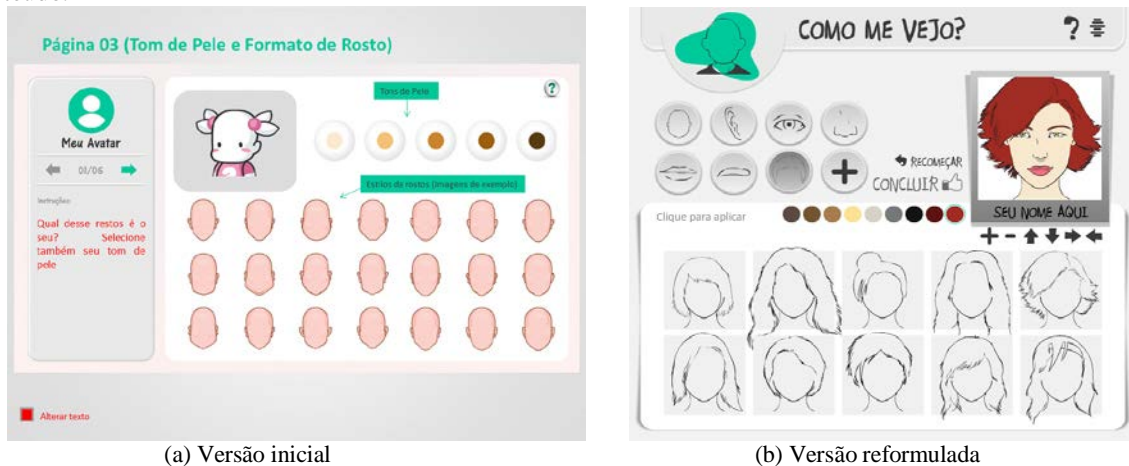 Página 03 (Tom de Pele e Formato de Rosto)
Meu Avatar
01/06
Instruções
Qual desse restos é o
seu? Selecione
também seu tom de
pele
Tons de Pele
?
Estilos de rostos (Imagens de exemplo)
Alterar texto
(a) Versão inicial
COMO ME VEJO?
?
RECOMEÇAR
CONCLUIR
Clique para aplicar
SEU NOME AQUI
(b) Versão reformulada